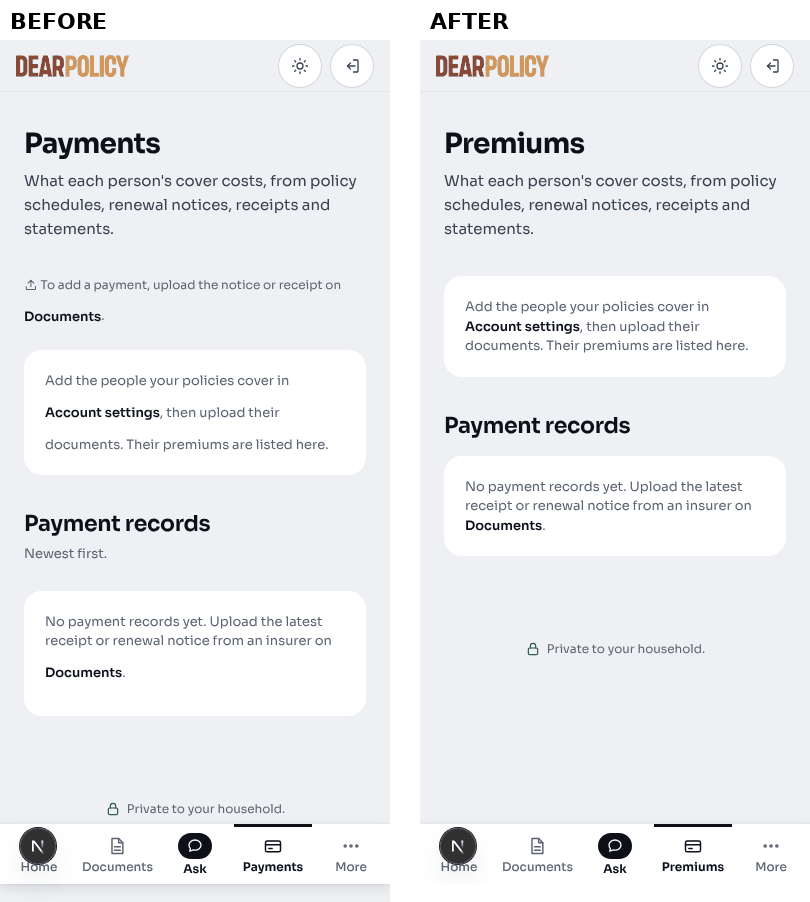 BEFORE
DEARPOLICY
Payments
What each person's cover costs, from policy
schedules, renewal notices, receipts and
statements.
To add a payment, upload the notice or receipt on
Documents.
Add the people your policies cover in
Account settings, then upload their
documents. Their premiums are listed here.
Payment records
Newest first.
No payment records yet. Upload the latest
receipt or renewal notice from an insurer on
Documents.
Private to your household.
N
Home
Documents
Ask
Payments
More
AFTER
DEARPOLICY
Premiums
What each person's cover costs, from policy
schedules, renewal notices, receipts and
statements.
Add the people your policies cover in
Account settings, then upload their
documents. Their premiums are listed here.
Payment records
No payment records yet. Upload the latest
receipt or renewal notice from an insurer on
Documents.
Private to your household.
N
Home
Documents
Ask
Premiums
More